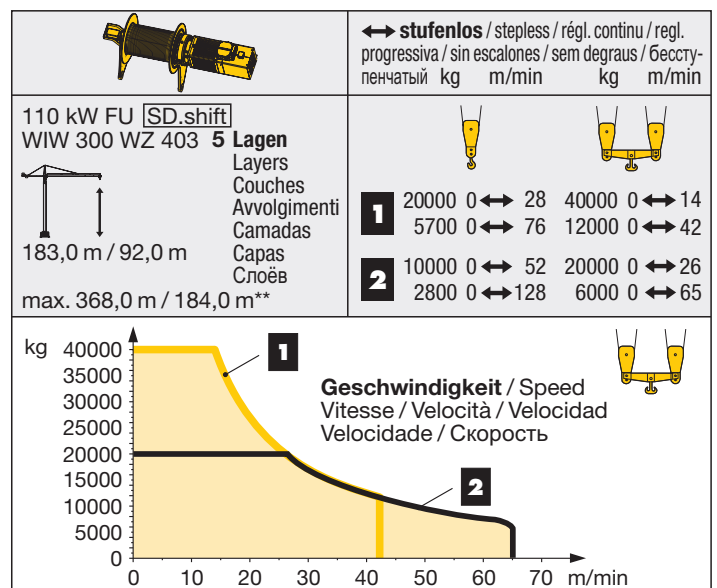 stufenlos / stepless / régl. continu / regl.
progressiva / sin escalones / sem degraus / бессту-
пенчатый kg m/min kg m/min
110 kW FU SD.shift
WIW 300 WZ 403 5 Lagen
Layers
Couches
Avvolgimenti
Camadas
Capas
Слоёв
183,0 m / 92,0 m
max. 368,0 m / 184,0 m**
1 20000 0 ↔ 28 40000 0 ↔ 14
5700 0 ↔ 76 12000 0 ↔ 42
2 10000 0 ↔ 52 20000 0 ↔ 26
2800 0 ↔ 128 6000 0 ↔ 65
kg
40000
35000
30000
25000
20000
15000
10000
5000
0
1
Geschwindigkeit / Speed
Vitesse / Velocità / Velocidad
Velocidade / Скорость
2
0 10 20 30 40 50 60 70 m/min